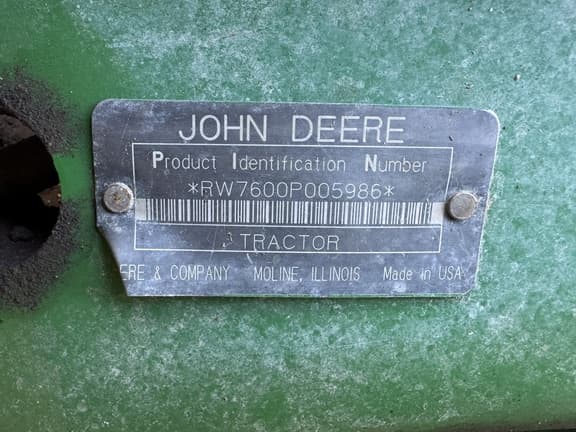 JOHN DEERE
Product Identification Number
*RW7600P005986*
TRACTOR
ERE & COMPANY MOLINE, ILLINOIS Made in USA